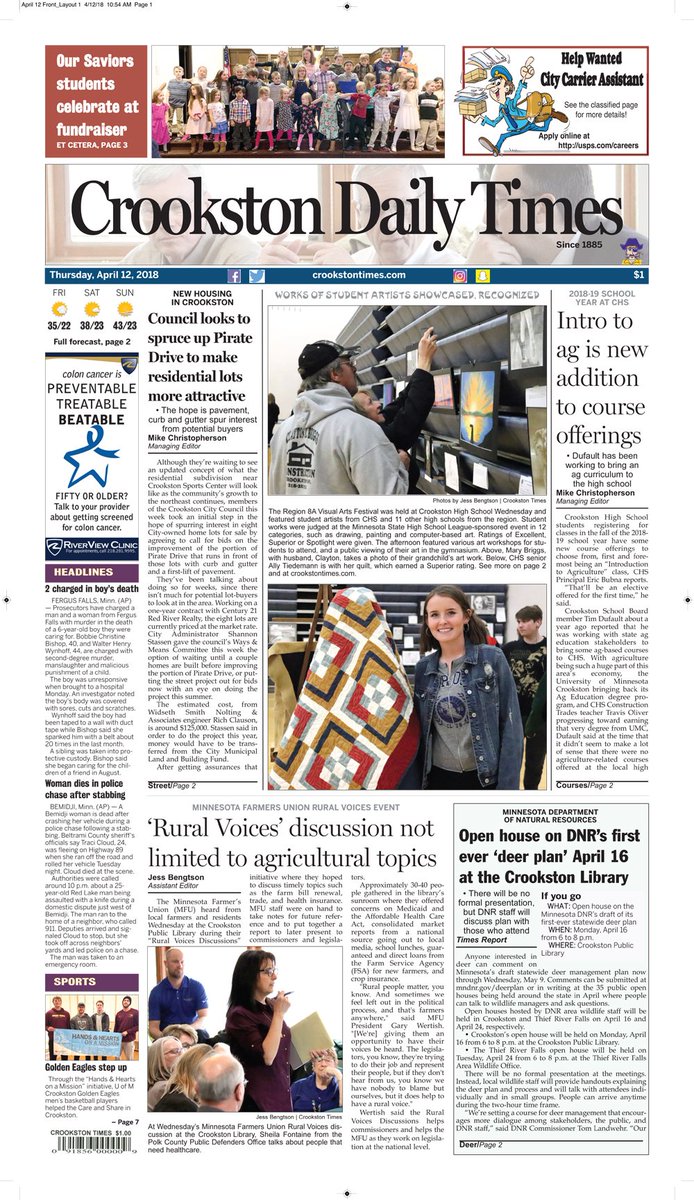 April 12 Front_Layout 1 4/12/18 10:54 AM Page 1
Our Saviors
students
celebrate at
fundraiser
ET CETERA, PAGE 3
Help Wanted
City Carrier Assistant
See the classified page
for more details!
Apply online at
http://usps.com/careers
Crookston Daily Times
Since 1885
Thursday, April 12, 2018
crookstontimes.com
$1
FRI SAT SUN
35/22 38/23 43/23
Full forecast, page 2
colon cancer is
PREVENTABLE
TREATABLE
BEATABLE
FIFTY OR OLDER?
Talk to your provider
about getting screened
for colon cancer.
RIVERVIEW CLINIC
For appointments, call 218.281.9595.
HEADLINES
2 charged in boy's death
FERGUS FALLS, Minn. (AP)
— Prosecutors have charged a
man and a woman from Fergus
Falls with murder in the death
of a 6-year-old boy they were
caring for. Bobbie Christine
Bishop, 40, and Walter Henry
Wynhoff, 44, are charged with
second-degree murder,
manslaughter and malicious
punishment of a child.
The boy was unresponsive
when brought to a hospital
Monday. An investigator noted
the boy's body was covered
with sores, cuts and scratches.
Wynhoff said the boy had
been taped to a wall with duct
tape while Bishop said she
spanked him with a belt about
20 times in the last month.
A sibling was taken into pro-
tective custody. Bishop said
she began caring for the chil-
dren of a friend in August.
Woman dies in police
chase after stabbing
BEMIDJI, Minn. (AP) — A
Bemidji woman is dead after
crashing her vehicle during a
police chase following a stab-
bing. Beltrami County sheriff's
officials say Traci Cloud, 24,
was fleeing on Highway 89
when she ran off the road and
rolled her vehicle Tuesday
night. Cloud died at the scene.
Authorities were called
around 10 p.m. about a 25-
year-old Red Lake man being
assaulted with a knife during a
domestic dispute just west of
Bemidji. The man ran to the
home of a neighbor, who called
911. Deputies arrived and sig-
naled Cloud to stop, but she
took off across neighbors'
yards and led police on a chase.
The man was taken to an
emergency room.
SPORTS
HANDS & HEARTS
ON A MISSION
Golden Eagles step up
Through the "Hands & Hearts
on a Mission" initiative, U of M
Crookston Golden Eagles
men's basketball players
helped the Care and Share in
Crookston.
– Page 7
CROOKSTON TIMES $1.00
0 91856 00000 9
NEW HOUSING
IN CROOKSTON
Council looks to
spruce up Pirate
Drive to make
residential lots
more attractive
• The hope is pavement,
curb and gutter spur interest
from potential buyers
Mike Christopherson
Managing Editor
Although they're waiting to
see an updated concept of what
the residential subdivision near
Crookston Sports Center will look
like as the community's growth to
the northeast continues, members
of the Crookston City Council this
week took an initial step in the
hope of spurring interest in eight
City-owned home lots for sale by
agreeing to call for bids on the
improvement of the portion of
Pirate Drive that runs in front of
those lots with curb and gutter
and a first-lift of pavement.
They've been talking about
doing so for weeks, since there
isn't much for potential lot-buyers
to look at in the area. Working on a
one-year contract with Century 21
Red River Realty, the eight lots are
currently priced at the market rate.
City Administrator Shannon
Stassen gave the council's Ways &
Means Committee this week the
option of waiting until a couple
homes are built before improving
the portion of Pirate Drive, or put-
ting the street project out for bids
now with an eye on doing the
project this summer.
The estimated cost, from
Widseth Smith Nolting &
Associates engineer Rich Clauson,
is around $125,000. Stassen said in
order to do the project this year,
money would have to be trans-
ferred from the City Municipal
Land and Building Fund.
After getting assurances that
Street/Page 2
WORKS OF STUDENT ARTISTS SHOWCASED, RECOGNIZED
Photos by Jess Bengtson | Crookston Times
The Region 8A Visual Arts Festival was held at Crookston High School Wednesday and
featured student artists from CHS and 11 other high schools from the region. Student
works were judged at the Minnesota State High School League-sponsored event in 12
categories, such as drawing, painting and computer-based art. Ratings of Excellent,
Superior or Spotlight were given. The afternoon featured various art workshops for stu-
dents to attend, and a public viewing of their art in the gymnasium. Above, Mary Briggs,
with husband, Clayton, takes a photo of their grandchild's art work. Below, CHS senior
Ally Tiedemann is with her quilt, which earned a Superior rating. See more on page 2
and at crookstontimes.com.
2018-19 SCHOOL
YEAR AT CHS
Intro to
ag is new
addition
to course
offerings
• Dufault has been
working to bring an
ag curriculum to
the high school
Mike Christopherson
Managing Editor
Crookston High School
students registering for
classes in the fall of the 2018-
19 school year have some
new course offerings to
choose from, first and fore-
most being an "Introduction
to Agriculture" class, CHS
Principal Eric Bubna reports.
"That'll be an elective
offered for the first time," he
said.
Crookston School Board
member Tim Dufault about a
year ago reported that he
was working with state ag
education stakeholders to
bring some ag-based courses
to CHS. With agriculture
being such a huge part of this
area's economy, the
University of Minnesota
Crookston bringing back its
Ag Education degree pro-
gram, and CHS Construction
Trades teacher Travis Oliver
progressing toward earning
that very degree from UMC,
Dufault said at the time that
it didn't seem to make a lot
of sense that there were no
agriculture-related courses
offered at the local high
Courses/Page 2
MINNESOTA FARMERS UNION RURAL VOICES EVENT
'Rural Voices' discussion not
limited to agricultural topics
Jess Bengtson
Assistant Editor
The Minnesota Farmer's
Union (MFU) heard from
local farmers and residents
Wednesday at the Crookston
Public Library during their
"Rural Voices Discussions"
initiative where they hoped
to discuss timely topics such
as the farm bill renewal,
trade, and health insurance.
MFU staff were on hand to
take notes for future refer-
ence and to put together a
report to later present to
commissioners and legisla-
tors.
Approximately 30-40 peo-
ple gathered in the library's
sunroom where they offered
concerns on Medicaid and
the Affordable Health Care
Act, consolidated market
reports from a national
source going out to local
media, school lunches, guar-
anteed and direct loans from
the Farm Service Agency
(FSA) for new farmers, and
crop insurance.
"Rural people matter, you
know. And sometimes we
feel left out in the political
process, and that's farmers
anywhere," said MFU
President Gary Wertish.
"[We're] giving them an
opportunity to have their
voices be heard. The legisla-
tors, you know, they're trying
to do their job and represent
their people, but if they don't
hear from us, you know we
have nobody to blame but
ourselves, but it does help to
have a rural voice."
Wertish said the Rural
Voices Discussions helps
commissioners and helps the
MFU as they work on legisla-
tion at the national level.
Jess Bengtson | Crookston Times
At Wednesday's Minnesota Farmers Union Rural Voices dis-
cussion at the Crookston Library, Sheila Fontaine from the
Polk County Public Defenders Office talks about people that
need healthcare.
MINNESOTA DEPARTMENT
OF NATURAL RESOURCES
Open house on DNR's first
ever 'deer plan' April 16
at the Crookston Library
• There will be no
formal presentation,
but DNR staff will
discuss plan with
those who attend
Times Report
If you go
WHAT: Open house on the
Minnesota DNR's draft of its
first-ever statewide deer plan
WHEN: Monday, April 16
from 6 to 8 p.m.
WHERE: Crookston Public
Library
Anyone interested in
deer can comment on
Minnesota's draft statewide deer management plan now
through Wednesday, May 9. Comments can be submitted at
mndnr.gov/deerplan or in writing at the 35 public open
houses being held around the state in April where people
can talk to wildlife managers and ask questions.
Open houses hosted by DNR area wildlife staff will be
held in Crookston and Thief River Falls on April 16 and
April 24, respectively.
• Crookston's open house will be held on Monday, April
16 from 6 to 8 p.m. at the Crookston Public Library.
• The Thief River Falls open house will be held on
Tuesday, April 24 from 6 to 8 p.m. at the Thief River Falls
Area Wildlife Office.
There will be no formal presentation at the meetings.
Instead, local wildlife staff will provide handouts explaining
the deer plan and process and will talk with attendees indi-
vidually and in small groups. People can arrive anytime
during the two-hour time frame.
"We're setting a course for deer management that encour-
ages more dialogue among stakeholders, the public, and
DNR staff," said DNR Commissioner Tom Landwehr. "Our
Deer/Page 2